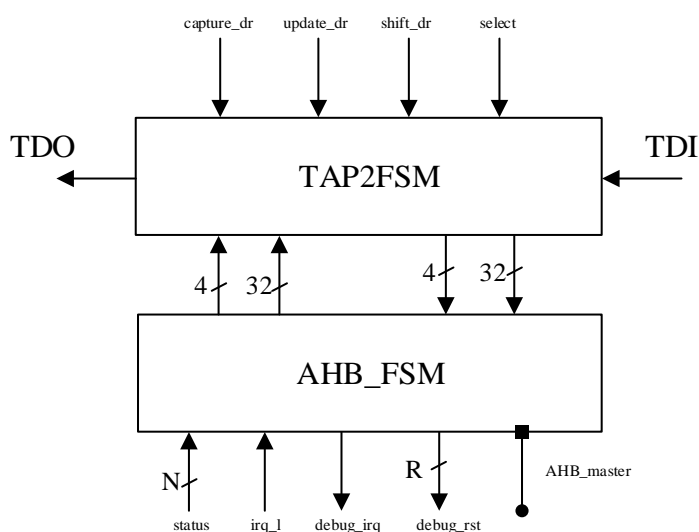 capture_dr update_dr shift_dr select
TDO TDI
TAP2FSM
4 32 4 32
AHB_FSM
N R AHB_master
status irq_l debug_irq debug_rst